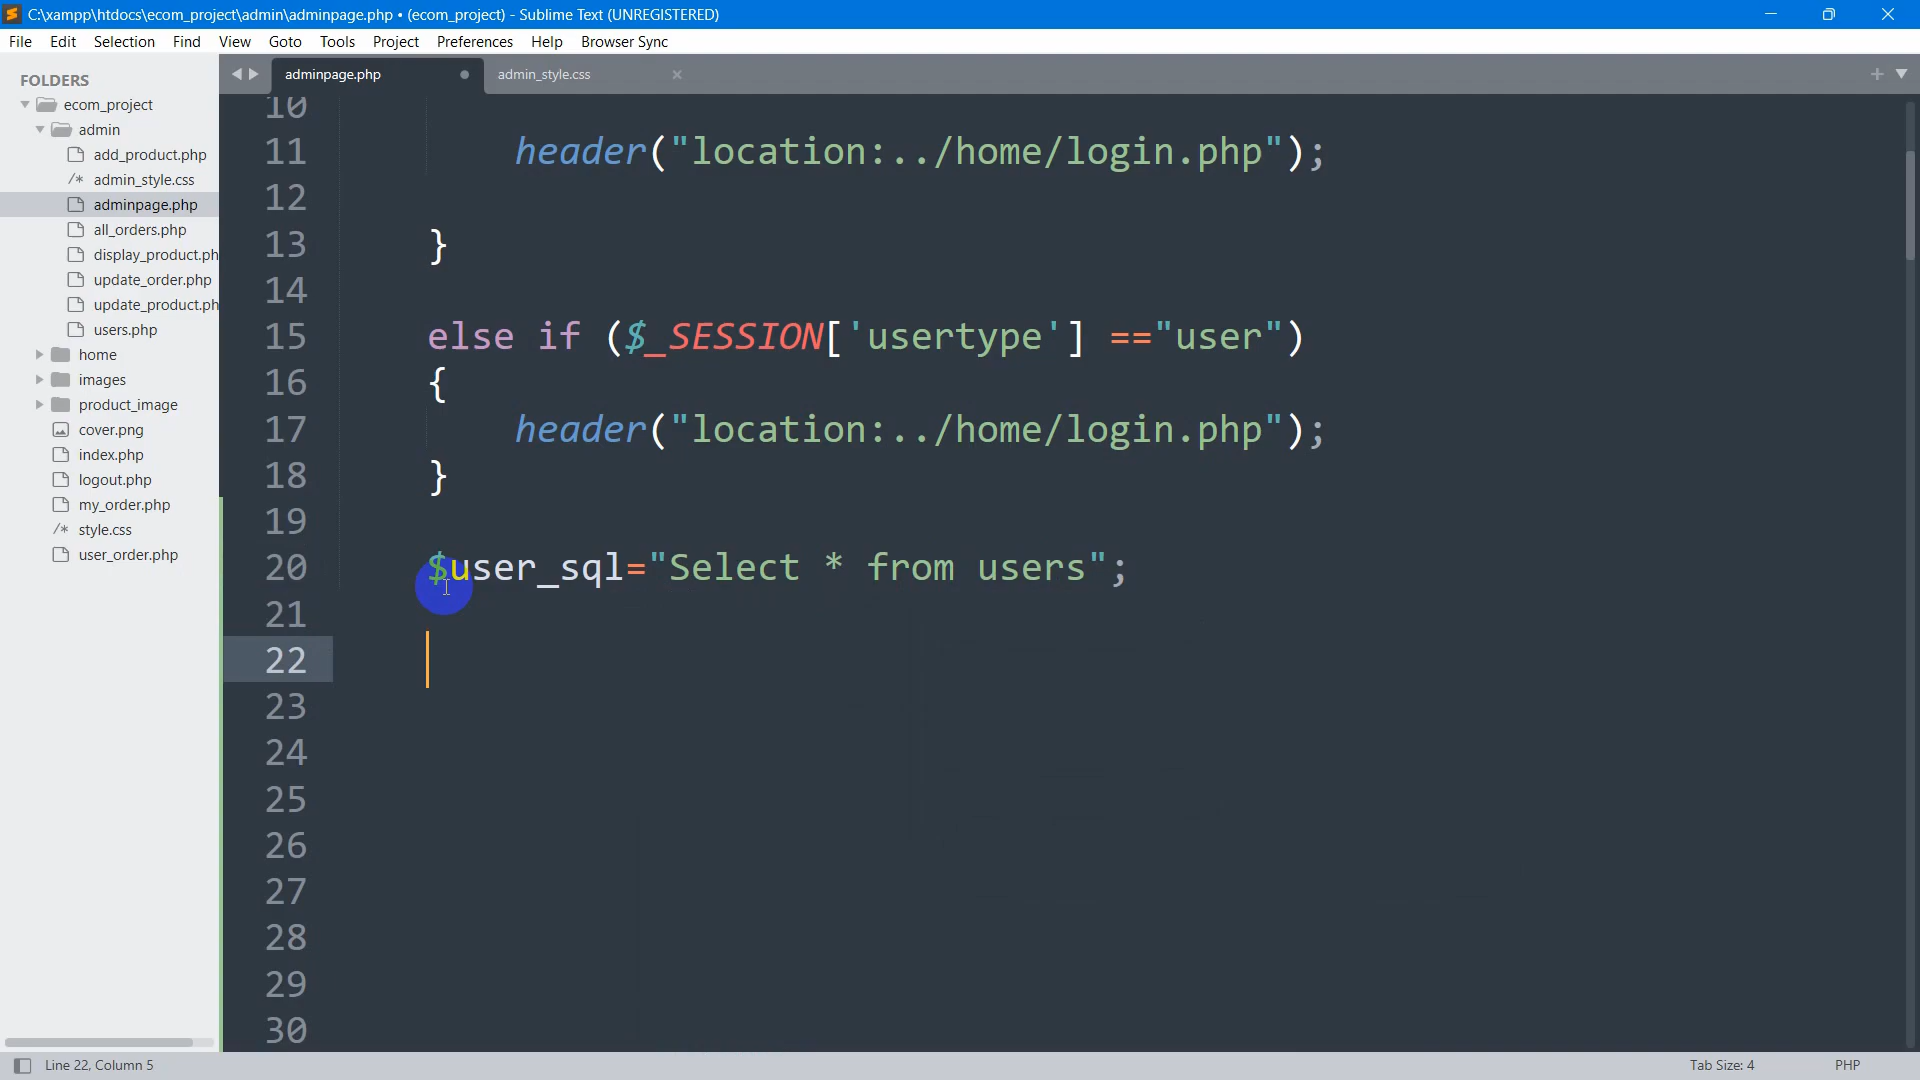 C:\xampp\htdocs\ecom_project\admin\adminpage.php • (ecom_project) - Sublime Text (UNREGISTERED)
File Edit Selection Find View Goto Tools Project Preferences Help Browser Sync
FOLDERS
ecom_project
admin
add_product.php
/* admin_style.css
adminpage.php
all_orders.php
display_product.ph
update_order.php
update_product.ph
users.php
home
images
product_image
cover.png
index.php
logout.php
my_order.php
/* style.css
user_order.php
adminpage.php
admin_style.css
10
11 header("location:../home/login.php");
12
13 }
14
15 else if ($_SESSION['usertype'] =="user")
16 {
17 header("location:../home/login.php");
18 }
19
20 $user_sql="Select * from users";
21
22
23
24
25
26
27
28
29
30
Line 22, Column 5
Tab Size: 4
PHP